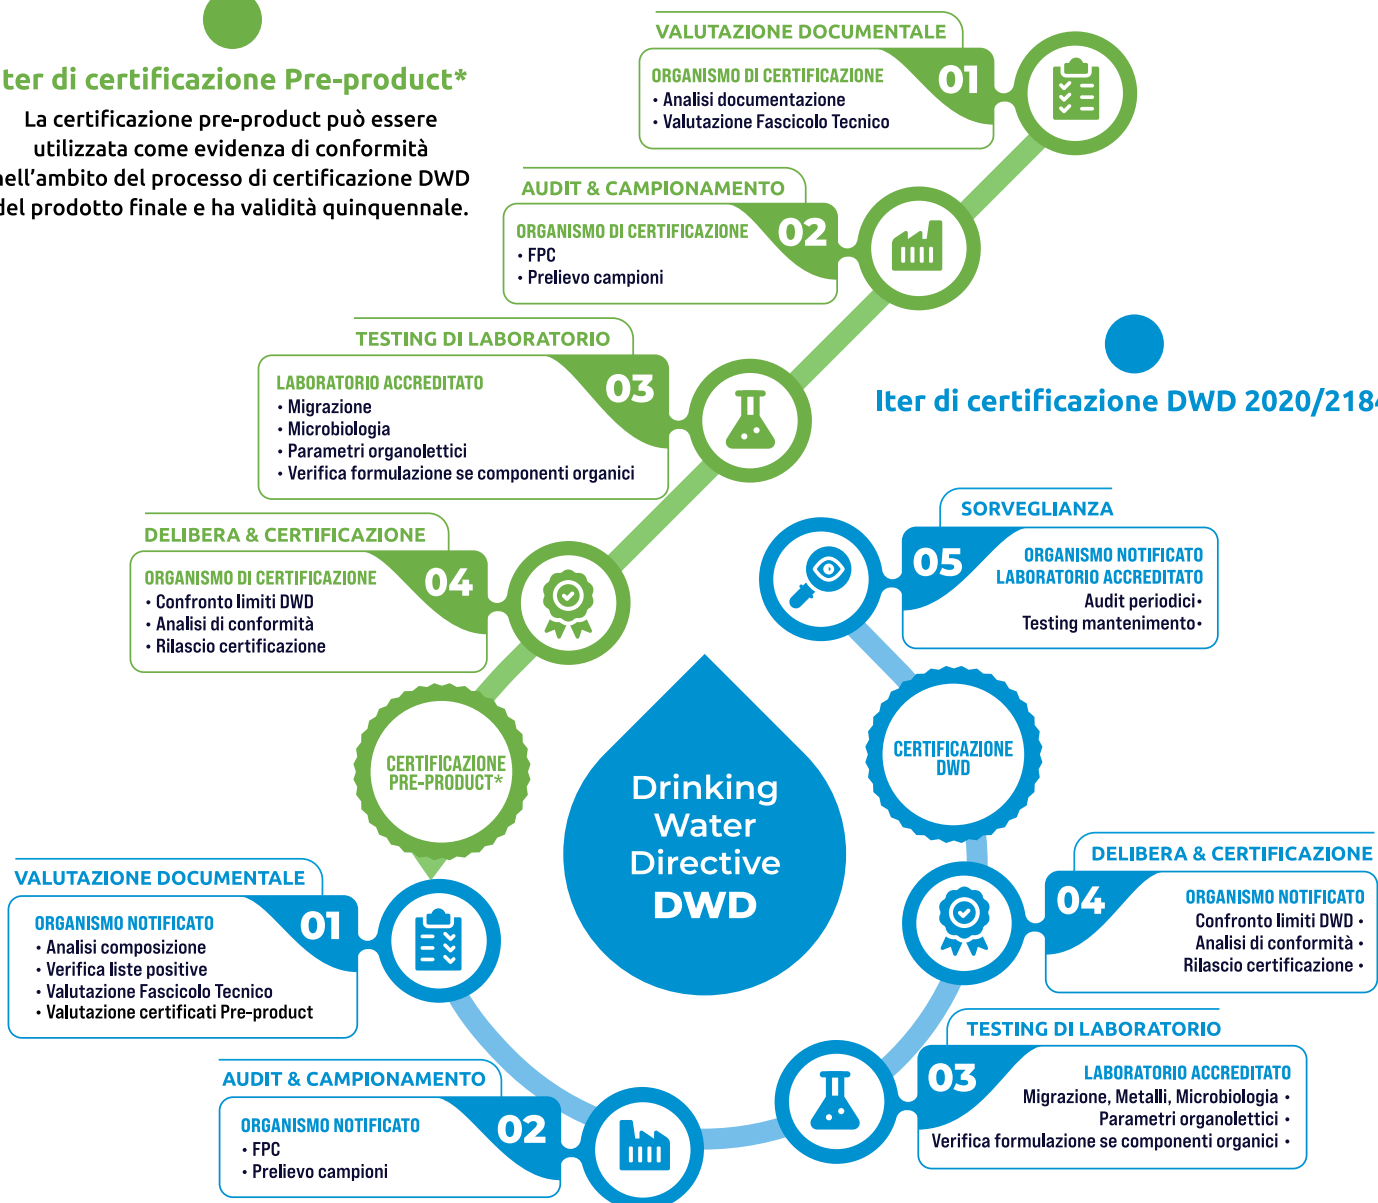 ter di certificazione Pre-product*
La certificazione pre-product può essere
utilizzata come evidenza di conformità
nell'ambito del processo di certificazione DWD
del prodotto finale e ha validità quinquennale.
VALUTAZIONE DOCUMENTALE
01
ORGANISMO DI CERTIFICAZIONE
• Analisi documentazione
• Valutazione Fascicolo Tecnico
AUDIT & CAMPIONAMENTO
02
ORGANISMO DI CERTIFICAZIONE
• FPC
• Prelievo campioni
TESTING DI LABORATORIO
03
LABORATORIO ACCREDITATO
• Migrazione
• Microbiologia
• Parametri organolettici
• Verifica formulazione se componenti organici
DELIBERA & CERTIFICAZIONE
04
ORGANISMO DI CERTIFICAZIONE
• Confronto limiti DWD
• Analisi di conformità
• Rilascio certificazione
CERTIFICAZIONE
PRE-PRODUCT*
Iter di certificazione DWD 2020/2184
Drinking
Water
Directive
DWD
VALUTAZIONE DOCUMENTALE
01
ORGANISMO NOTIFICATO
• Analisi composizione
• Verifica liste positive
• Valutazione Fascicolo Tecnico
• Valutazione certificati Pre-product
AUDIT & CAMPIONAMENTO
02
ORGANISMO NOTIFICATO
• FPC
• Prelievo campioni
TESTING DI LABORATORIO
03
LABORATORIO ACCREDITATO
Migrazione, Metalli, Microbiologia •
Parametri organolettici •
Verifica formulazione se componenti organici •
DELIBERA & CERTIFICAZIONE
04
ORGANISMO NOTIFICATO
Confronto limiti DWD •
Analisi di conformità •
Rilascio certificazione •
CERTIFICAZIONE
DWD
SORVEGLIANZA
05
ORGANISMO NOTIFICATO
LABORATORIO ACCREDITATO
Audit periodici•
Testing mantenimento•